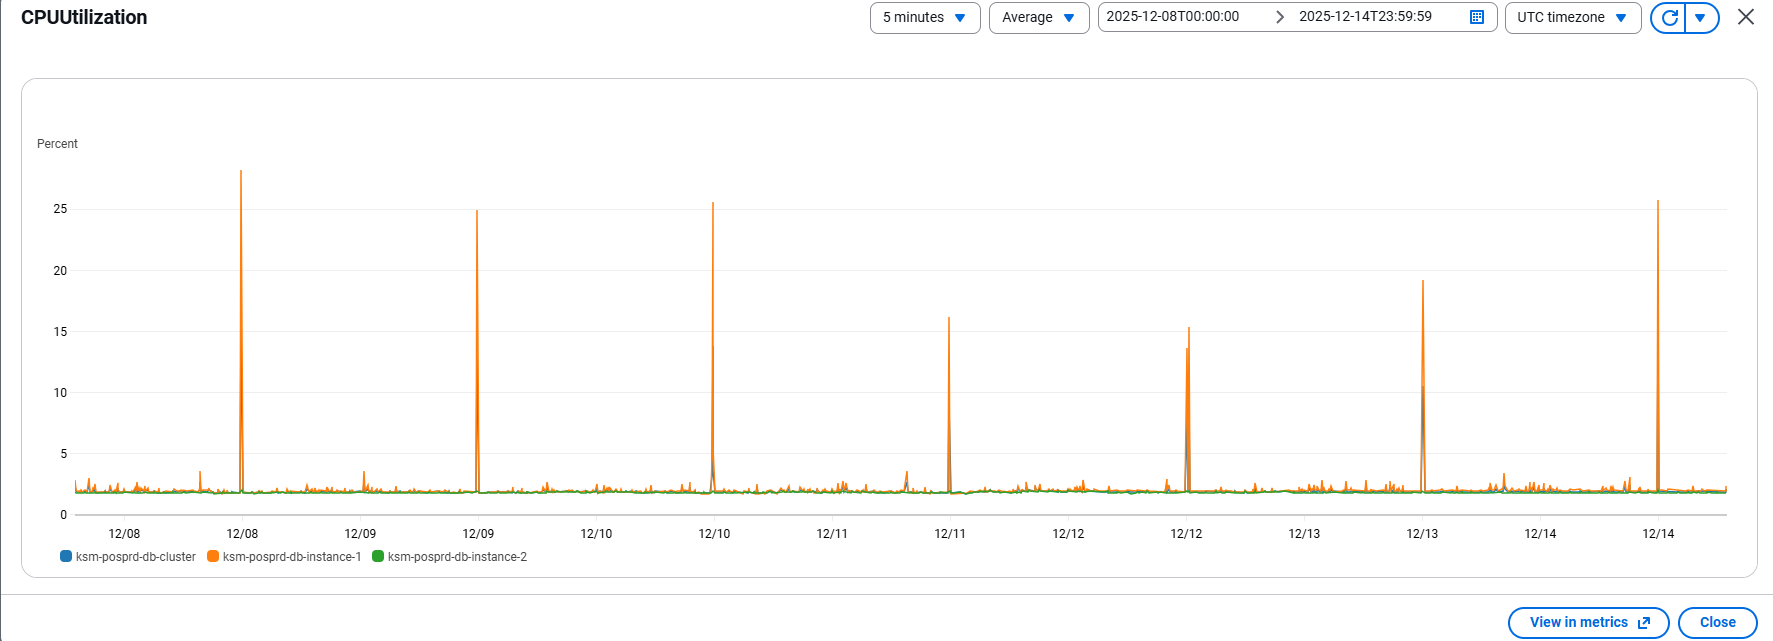 CPUUtilization
5 minutes
Average
2025-12-08T00:00:00
2025-12-14T23:59:59
UTC timezone
Percent
25
20
15
10
5
0
12/08 12/08 12/09 12/09 12/10 12/10 12/11 12/11 12/12 12/12 12/13 12/13 12/14 12/14
ksm-posprd-db-cluster ksm-posprd-db-instance-1 ksm-posprd-db-instance-2
View in metrics
Close